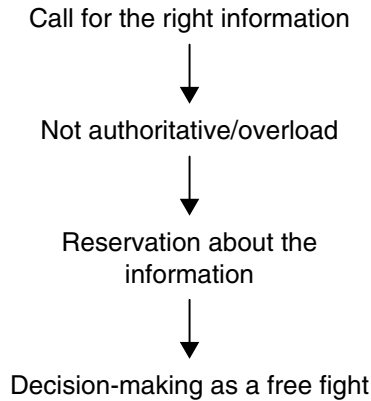 Call for the right information
Not authoritative/overload
Reservation about the
information
Decision-making as a free fight